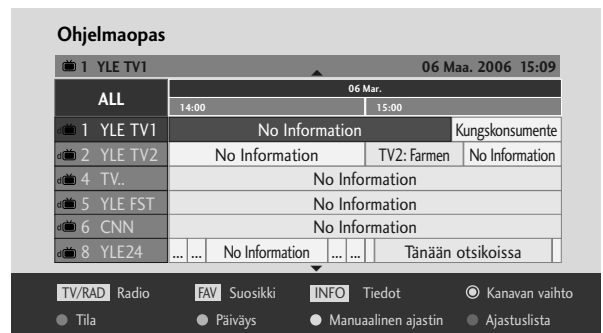 Ohjelmaopas
1 YLE TV1 06 Maa. 2006 15:09
ALL 06 Mar.
14:00 15:00
1 YLE TV1 No Information Kungskonsumente
2 YLE TV2 No Information TV2: Farmen No Information
4 TV.. No Information
5 YLE FST No Information
6 CNN No Information
8 YLE24 ... ... No Information ... ... Tänään otsikoissa
TV/RAD Radio FAV Suosikki INFO Tiedot Kanavan vaihto
Tila Päiväys Manuaalinen ajastin Ajastuslista